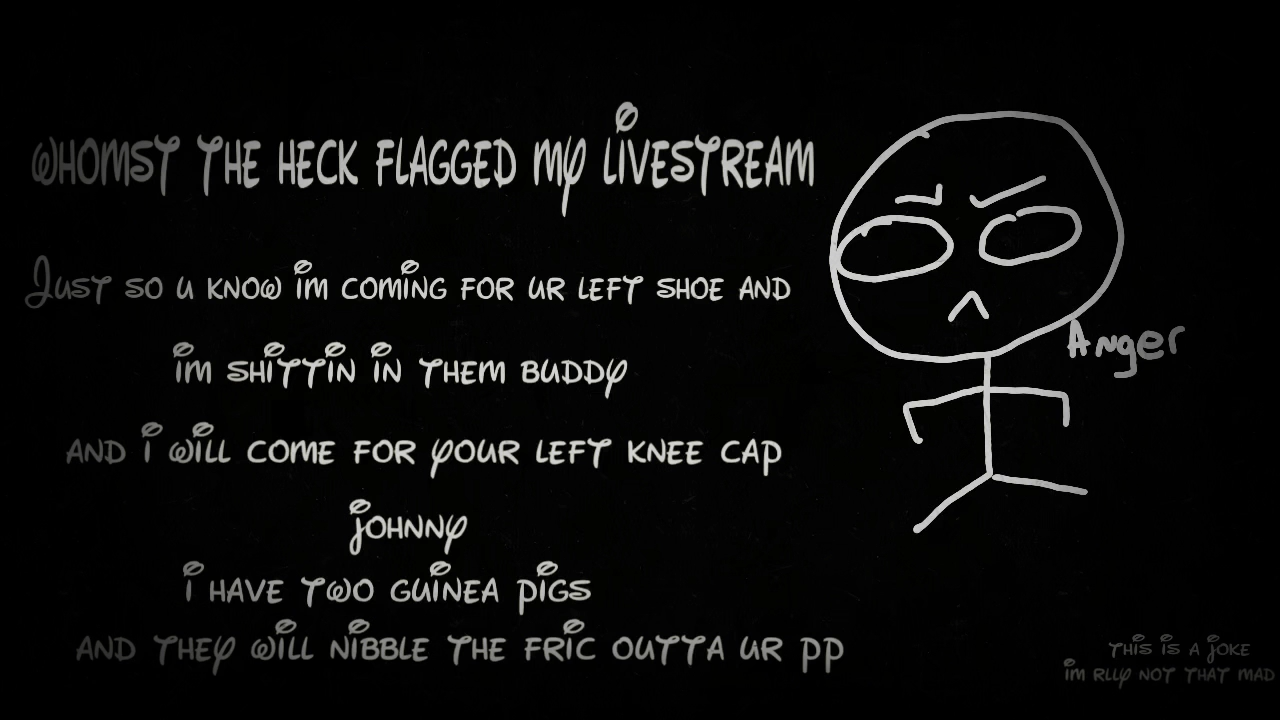 WHOMST THE HECK FLAGGED MY LIVESTREAM
JUST SO U KNOW IM COMING FOR UR LEFT SHOE AND
IM SHITTIN IN THEM BUDDY
AND I WILL COME FOR YOUR LEFT KNEE CAP
JOHNNY
I HAVE TWO GUINEA PIGS
AND THEY WILL NIBBLE THE FRIC OUTTA UR PP
Anger
THIS IS A JOKE
IM RLLY NOT THAT MAD